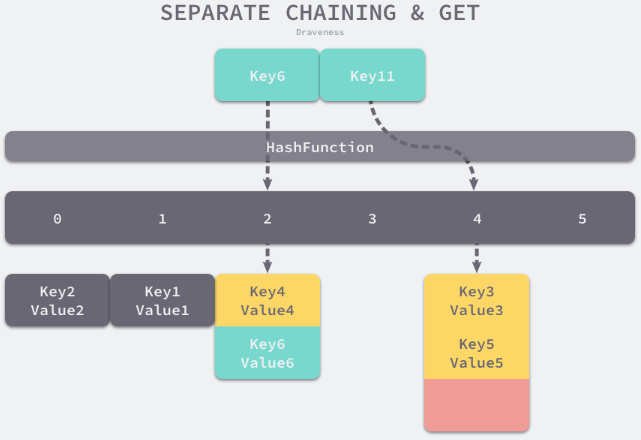 SEPARATE CHAINING & GET
Draveness
Key6 Key11
HashFunction
0 1 2 3 4 5
Key2 Key1 Key4 Key3
Value2 Value1 Value4 Value3
Key6 Key5
Value6 Value5